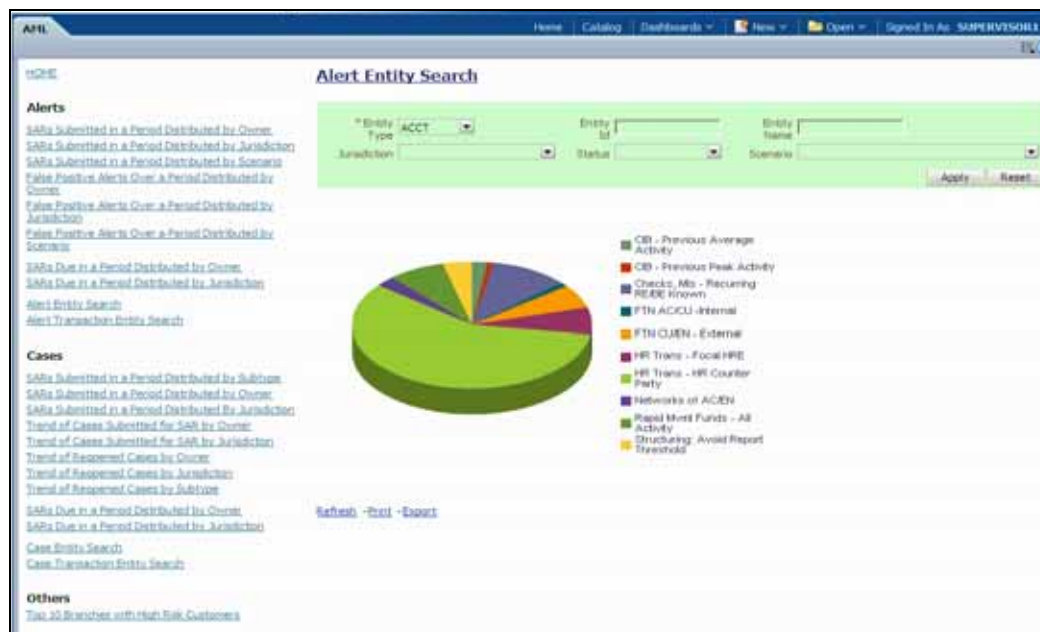 AML
Home
Catalog
Dashboards
New
Open
Signed In As SUPERVISOR1
HOME
Alerts
SARs Submitted in a Period Distributed by Owner
SARs Submitted in a Period Distributed by Jurisdiction
SARs Submitted in a Period Distributed by Scenario
False Positive Alerts Over a Period Distributed by
Owner
False Positive Alerts Over a Period Distributed by
Jurisdiction
False Positive Alerts Over a Period Distributed by
Scenario
SARs Due in a Period Distributed by Owner
SARs Due in a Period Distributed by Jurisdiction
Alert Entity Search
Alert Transaction Entity Search
Cases
SARs Submitted in a Period Distributed by Subtype
SARs Submitted in a Period Distributed by Owner
SARs Submitted in a Period Distributed By Jurisdiction
Trend of Cases Submitted for SAR by Owner
Trend of Cases Submitted for SAR by Jurisdiction
Trend of Reopened Cases by Owner
Trend of Reopened Cases by Jurisdiction
Trend of Reopened Cases by Subtype
SARs Due in a Period Distributed by Owner
SARs Due in a Period Distributed by Jurisdiction
Case Entity Search
Case Transaction Entity Search
Others
Top 10 Branches with High Risk Customers
Alert Entity Search
* Entity
Type
ACCT
Entity
Id
Entity
Name
Jurisdiction
Status
Scenario
Apply
Reset
CIB - Previous Average
Activity
CIB - Previous Peak Activity
Checks, MIs - Recurring
RE/BE Known
FTN AC/CU -Internal
FTN CU/EN - External
HR Trans - Focal HRE
HR Trans - HR Counter
Party
Networks of AC/EN
Rapid Mvmt Funds - All
Activity
Structuring: Avoid Report
Threshold
Refresh - Print - Export